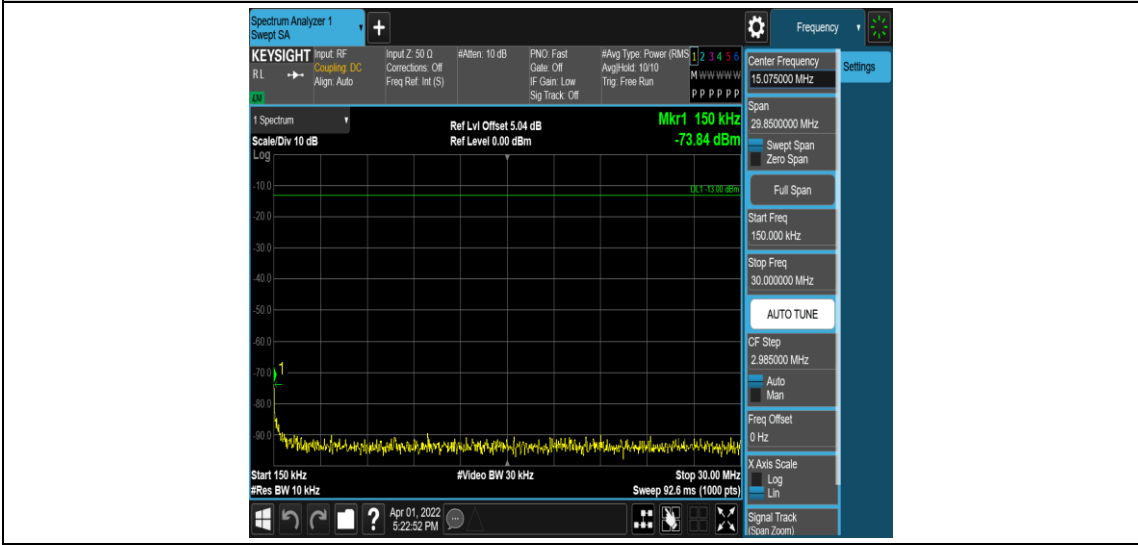 Spectrum Analyzer 1
Swept SA
Frequency
KEYSIGHT
RL
LXI
Input: RF
Coupling: DC
Align: Auto
Input Z: 50 Ω
Corrections: Off
Freq Ref: Int (S)
#Atten: 10 dB
PNO: Fast
Gate: Off
IF Gain: Low
Sig Track: Off
#Avg Type: Power (RMS
Avg|Hold: 10/10
Trig: Free Run
1 2 3 4 5 6
M W W W W W
P P P P P P
1 Spectrum
Scale/Div 10 dB
Log
Ref Lvl Offset 5.04 dB
Ref Level 0.00 dBm
Mkr1 150 kHz
-73.84 dBm
DL1 -13.00 dBm
-10.0
-20.0
-30.0
-40.0
-50.0
-60.0
-70.0
1
-80.0
-90.0
Start 150 kHz
#Res BW 10 kHz
#Video BW 30 kHz
Stop 30.00 MHz
Sweep 92.6 ms (1000 pts)
Apr 01, 2022
5:22:52 PM
Center Frequency
15.075000 MHz
Settings
Span
29.8500000 MHz
Swept Span
Zero Span
Full Span
Start Freq
150.000 kHz
Stop Freq
30.000000 MHz
AUTO TUNE
CF Step
2.985000 MHz
Auto
Man
Freq Offset
0 Hz
X Axis Scale
Log
Lin
Signal Track
(Span Zoom)